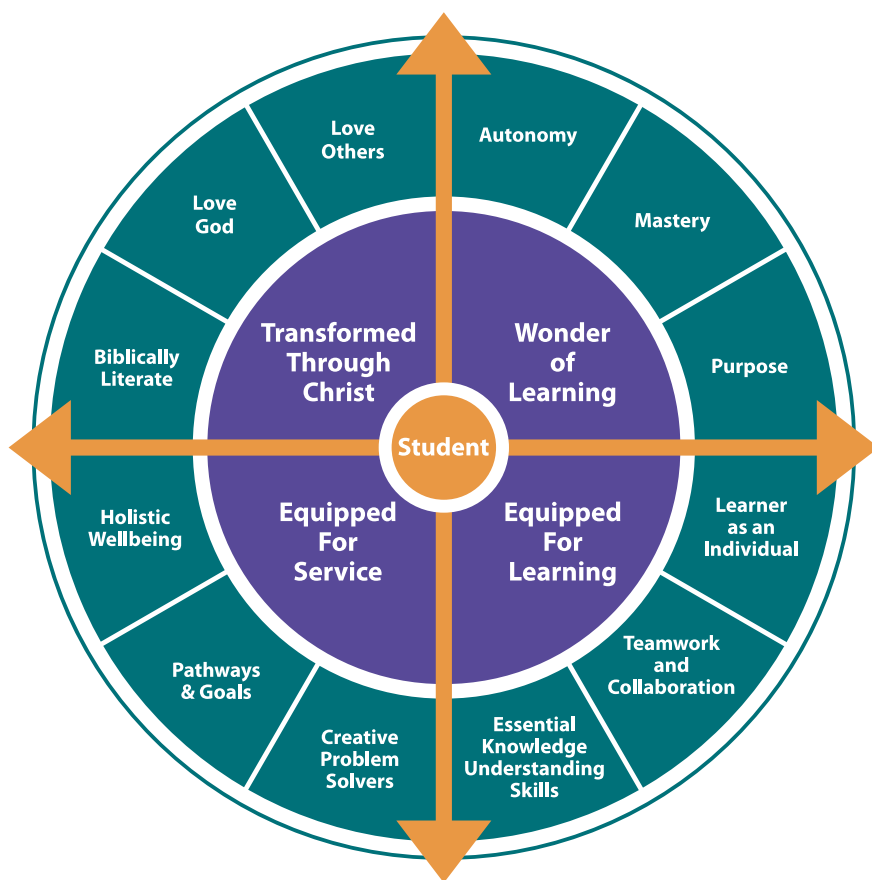 Love
Others
Autonomy
Love
God
Mastery
Biblically
Literate
Transformed
Through
Christ
Wonder
of
Learning
Purpose
Student
Holistic
Wellbeing
Equipped
For
Service
Equipped
For
Learning
Learner
as an
Individual
Pathways
& Goals
Teamwork
and
Collaboration
Creative
Problem
Solvers
Essential
Knowledge
Understanding
Skills